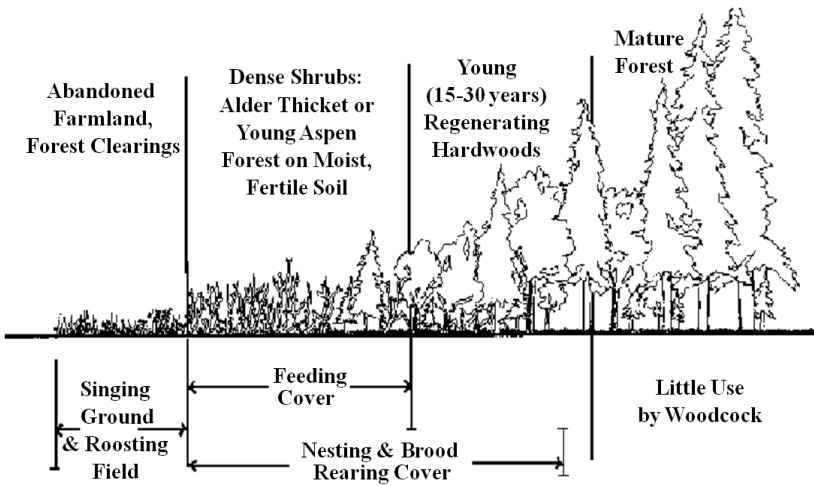 Abandoned
Farmland,
Forest Clearings
Dense Shrubs:
Alder Thicket or
Young Aspen
Forest on Moist,
Fertile Soil
Young
(15-30 years)
Regenerating
Hardwoods
Mature
Forest
Singing
Ground
& Roosting
Field
Feeding
Cover
Nesting & Brood
Rearing Cover
Little Use
by Woodcock